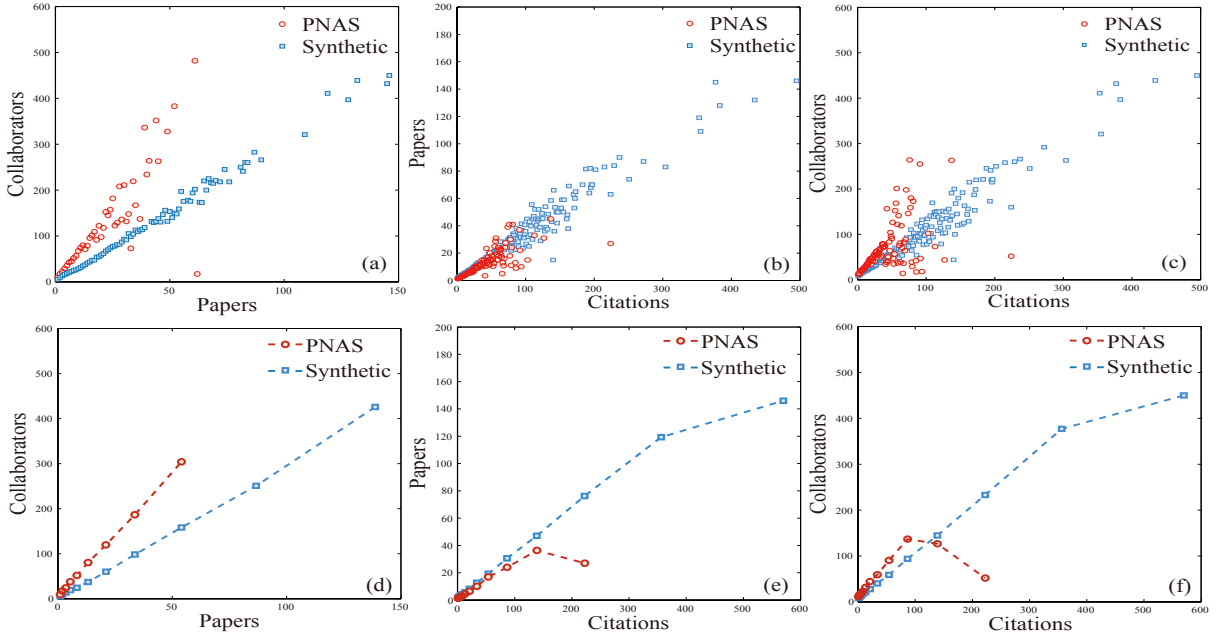 600
500
400
300
200
100
0
0
50
100
150
Collaborators
Papers
PNAS
Synthetic
(a)
200
180
160
140
120
100
80
60
40
20
0
0
100
200
300
400
500
Papers
Citations
PNAS
Synthetic
(b)
600
500
400
300
200
100
0
0
100
200
300
400
500
Collaborators
Citations
PNAS
Synthetic
(c)
600
500
400
300
200
100
0
0
50
100
150
Collaborators
Papers
PNAS
Synthetic
(d)
200
180
160
140
120
100
80
60
40
20
0
0
100
200
300
400
500
600
Papers
Citations
PNAS
Synthetic
(e)
600
500
400
300
200
100
0
0
100
200
300
400
500
600
Collaborators
Citations
PNAS
Synthetic
(f)